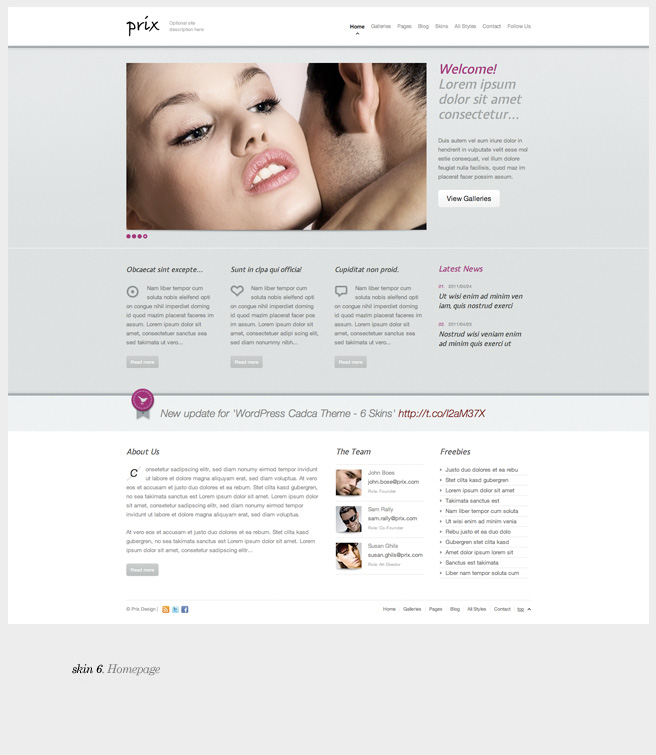 prix
Optional site
description here
Home Galleries Pages Blog Skins All Styles Contact Follow Us
Welcome!
Lorem ipsum
dolor sit amet
consectetur...
Duis autem vel eum iriure dolor in
hendrerit in vulputate velit esse mol
estie consequat, vel illum dolore
feugiat nulla facilisis, quod maz im
placerat facer possim assum.
View Galleries
Obcaecat sint excepte...
Nam liber tempor cum
soluta nobis eleifend opti
on congue nihil imperdiet doming
id quod mazim placerat faceres im
assum. Lorem ipsum dolor sit
amet, consectetuer sanctus sea
sed takimata ut vero...
Read more
Sunt in clpa qui official
Nam liber tempor cum
soluta nobis eleifend opti
on congue nihil imperdiet doming
id quod mazim placerat facer pos
im assum. Lorem ipsum dolor sit
amet, consectetuer adipi scing elit,
sed diam nonummy nibh...
Read more
Cupiditat non proid.
Nam liber tempor cum
soluta nobis eleifend opti
on congue nihil imperdiet doming
id quod mazim placerat facer im
assum. Lorem ipsum dolor sit
amet, consectetuer sanctus sea
sed takimata ut vero...
Read more
Latest News
01. 2011/04/24
Ut wisi enim ad minim ven
iam, quis nostrud exerci
02. 2011/04/23
Nostrud wisi veniam enim
ad minim quis exerci ut
New update for 'WordPress Cadca Theme - 6 Skins' http://t.co/I2aM37X
About Us
Consetetur sadipscing elitr, sed diam nonumy eirmod tempor invidunt
ut labore et dolore magna aliquyam erat, sed diam voluptua. At vero
eos et accusam et justo duo dolores et ea rebum. Stet clita kasd gubergren,
no sea takimata sanctus est Lorem ipsum dolor sit amet. Lorem ipsum dolor
sit amet, consetetur sadipscing elitr, sed diam nonumy eirmod tempor
invidunt ut labore et dolore magna aliquyam erat, sed diam voluptua.
At vero eos et accusam et justo duo dolores et ea rebum. Stet clita kasd
gubergren, no sea takimata sanctus est Lorem ipsum dolor sit amet. Lorem
ipsum dolor sit amet, consetetur sadipscing elitr...
Read more
The Team
John Boes
john.bose@prix.com
Role: Founder
Sam Rally
sam.rally@prix.com
Role: Co-Founder
Susan Ghils
susan.ghils@prix.com
Role: Art Director
Freebies
Justo duo dolores et ea rebu
Stet clita kasd gubergren
Lorem ipsum dolor sit amet
Takimata sanctus est
Nam liber tempor cum soluta
Ut wisi enim ad minim venia
Rebu justo et ea duo dolo
Gubergren stet clita kasd
Amet dolor ipsum lorem sit
Sanctus est takimata
Liber nam tempor soluta cum
© Prix Design |
Home Galleries Pages Blog All Styles Contact top
skin 6. Homepage